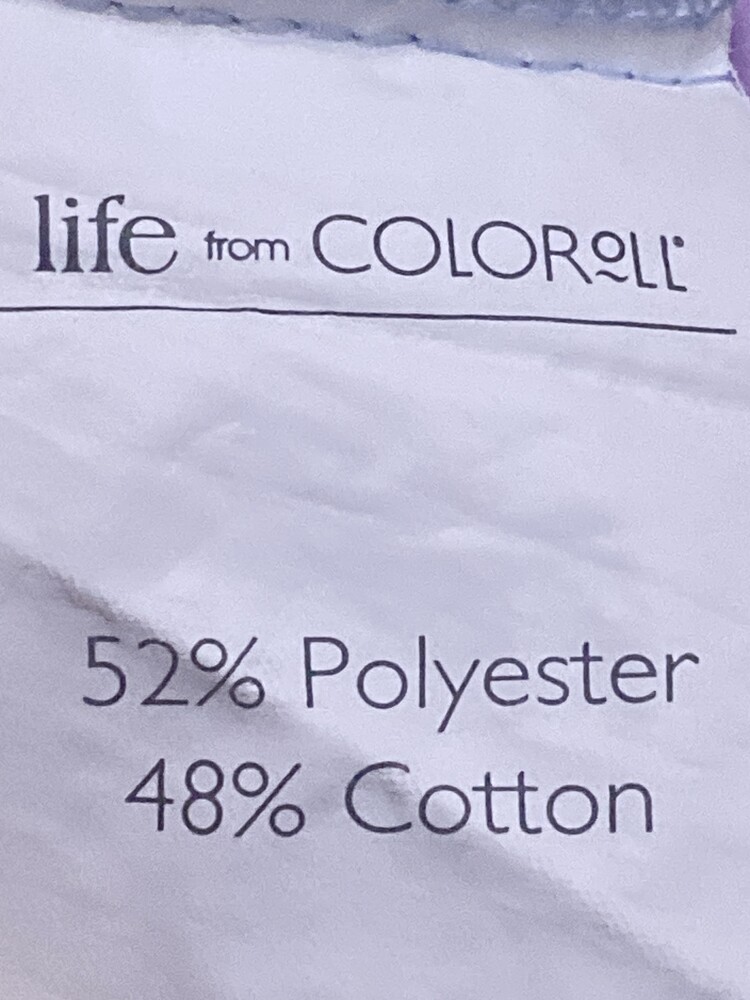 life from COLOROLL
52% Polyester
48% Cotton